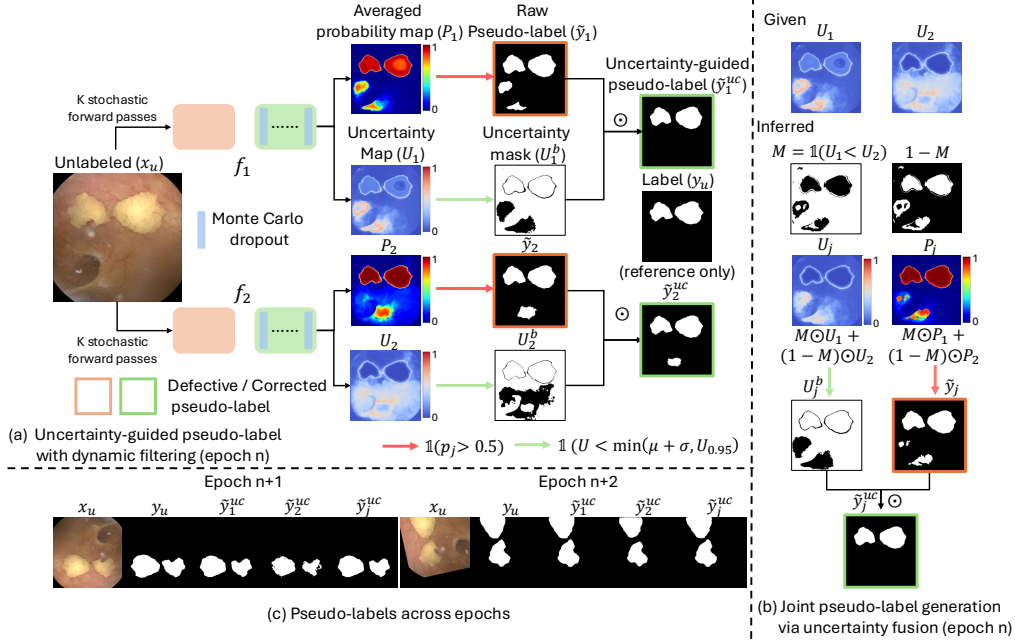 Averaged
probability map (𝑃₁)
Raw
Pseudo-label (ỹ₁)
1
0
K stochastic
forward passes
......
𝑓₁
Unlabeled (𝑥ᵤ)
Uncertainty
Map (𝑈₁)
Uncertainty
mask (𝑈₁ᵇ)
1
0
Uncertainty-guided
pseudo-label (ỹ₁ᵘᶜ)
⊙
Label (𝑦ᵤ)
(reference only)
Monte Carlo
dropout
𝑃₂
ỹ₂
1
0
𝑓₂
......
K stochastic
forward passes
𝑈₂
𝑈₂ᵇ
1
0
ỹ₂ᵘᶜ
⊙
Defective / Corrected
pseudo-label
(a) Uncertainty-guided pseudo-label
with dynamic filtering (epoch n)
𝟙(𝑝ⱼ > 0.5)
𝟙 (𝑈 < min(𝜇 + 𝜎, 𝑈₀.₉₅)
Epoch n+1
𝑥ᵤ 𝑦ᵤ ỹ₁ᵘᶜ ỹ₂ᵘᶜ ỹⱼᵘᶜ
Epoch n+2
𝑥ᵤ 𝑦ᵤ ỹ₁ᵘᶜ ỹ₂ᵘᶜ ỹⱼᵘᶜ
(c) Pseudo-labels across epochs
Given
𝑈₁ 𝑈₂
Inferred
𝑀 = 𝟙(𝑈₁ < 𝑈₂) 1 − 𝑀
𝑈ⱼ 𝑃ⱼ
1
0
1
0
𝑀⊙𝑈₁ +
(1 − 𝑀)⊙𝑈₂
𝑀⊙𝑃₁ +
(1 − 𝑀)⊙𝑃₂
𝑈ⱼᵇ ỹⱼ
ỹⱼᵘᶜ ⊙
(b) Joint pseudo-label generation
via uncertainty fusion (epoch n)